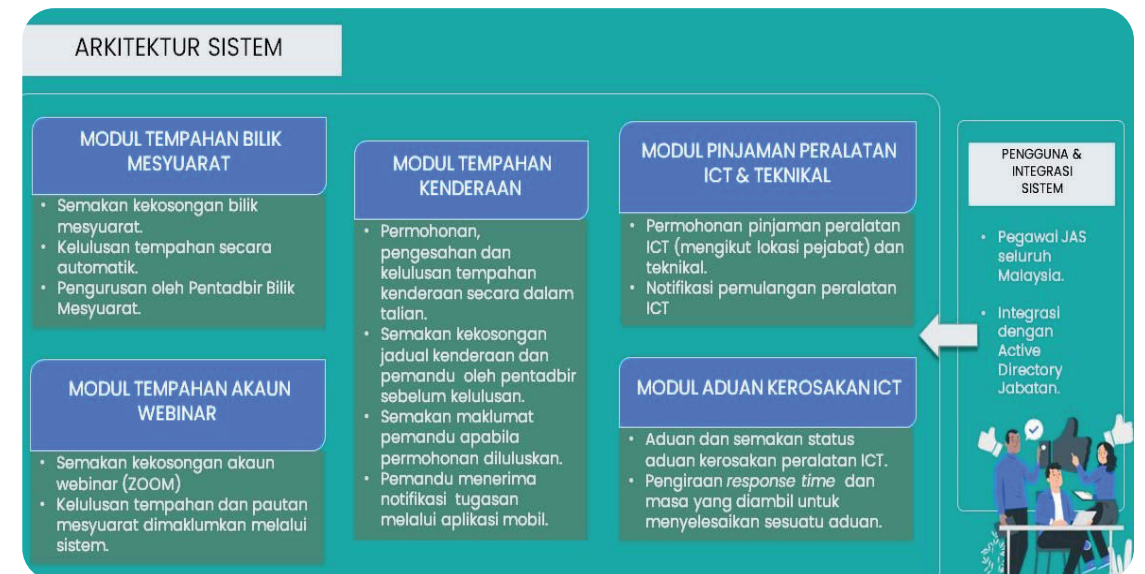 ARKITEKTUR SISTEM
MODUL TEMPAHAN BILIK
MESYUARAT
• Semakan kekosongan bilik
mesyuarat.
• Kelulusan tempahan secara
automatik.
• Pengurusan oleh Pentadbir Bilik
Mesyuarat.
MODUL TEMPAHAN AKAUN
WEBINAR
• Semakan kekosongan akaun
webinar (ZOOM)
• Kelulusan tempahan dan pautan
mesyuarat dimaklumkan melalui
sistem.
MODUL TEMPAHAN
KENDERAAN
• Permohonan,
pengesahan dan
kelulusan tempahan
kenderaan secara dalam
talian.
• Semakan kekosongan
jadual kenderaan dan
pemandu oleh pentadbir
sebelum kelulusan.
• Semakan maklumat
pemandu apabila
permohonan diluluskan.
• Pemandu menerima
notifikasi tugasan
melalui aplikasi mobil.
MODUL PINJAMAN PERALATAN
ICT & TEKNIKAL
• Permohonan pinjaman peralatan
ICT (mengikut lokasi pejabat) dan
teknikal.
• Notifikasi pemulangan peralatan
ICT
MODUL ADUAN KEROSAKAN ICT
• Aduan dan semakan status
aduan kerosakan peralatan ICT.
• Pengiraan response time dan
masa yang diambil untuk
menyelesaikan sesuatu aduan.
PENGGUNA &
INTEGRASI
SISTEM
• Pegawai JAS
seluruh
Malaysia.
• Integrasi
dengan
Active
Directory
Jabatan.